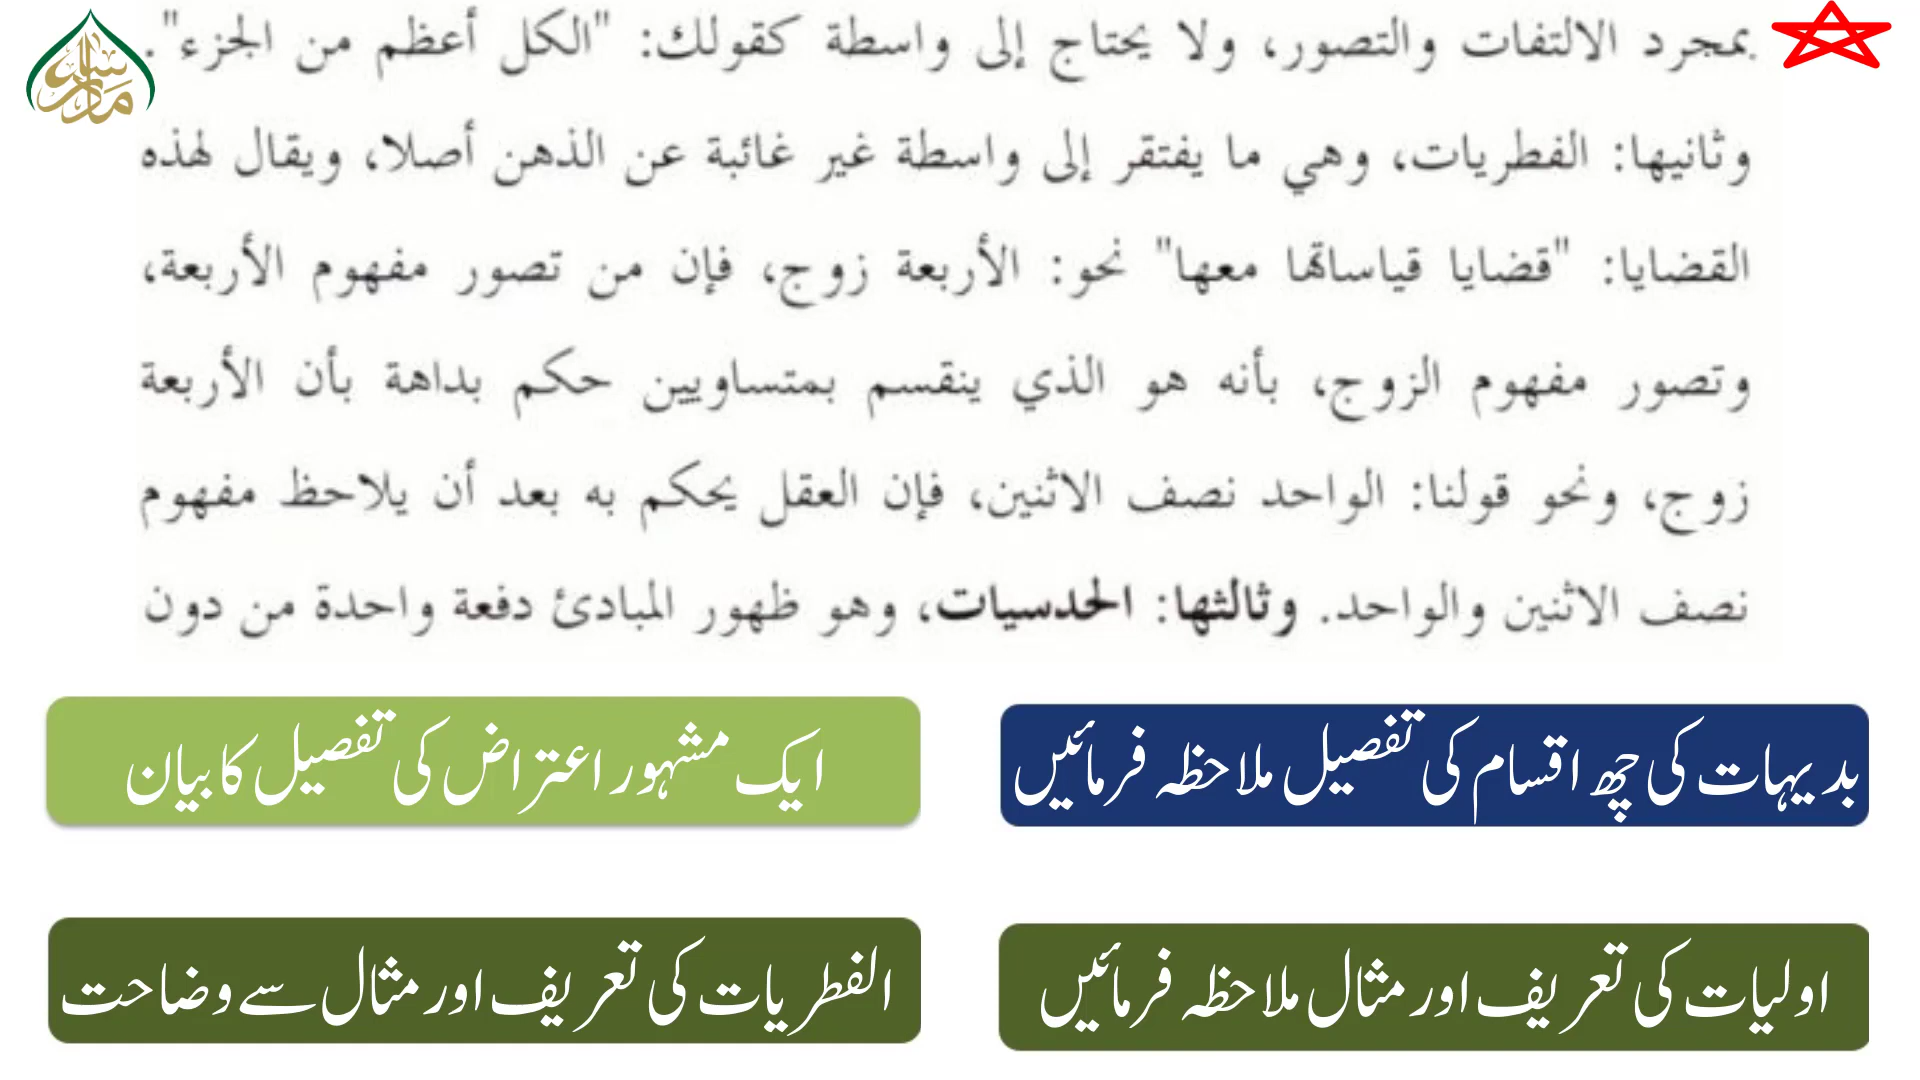 بمجرد الالتفات والتصور، ولا يحتاج إلى واسطة كقولك: "الكل أعظم من الجزء".
وثانيها: الفطريات، وهي ما يفتقر إلى واسطة غير غائبة عن الذهن أصلا، ويقال لهذه
القضايا: "قضايا قياساتها معها" نحو: الأربعة زوج، فإن من تصور مفهوم الأربعة،
وتصور مفهوم الزوج، بأنه هو الذي ينقسم بمتساويين حكم بداهة بأن الأربعة
زوج، ونحو قولنا: الواحد نصف الاثنين، فإن العقل يحكم به بعد أن يلاحظ مفهوم
نصف الاثنين والواحد. وثالثها: الحدسيات، وهو ظهور المبادئ دفعة واحدة من دون
بدیہات کی چھ اقسام کی تفصیل ملاحظہ فرمائیں
ایک مشہور اعتراض کی تفصیل کا بیان
اولیات کی تعریف اور مثال ملاحظہ فرمائیں
الفطریات کی تعریف اور مثال سے وضاحت